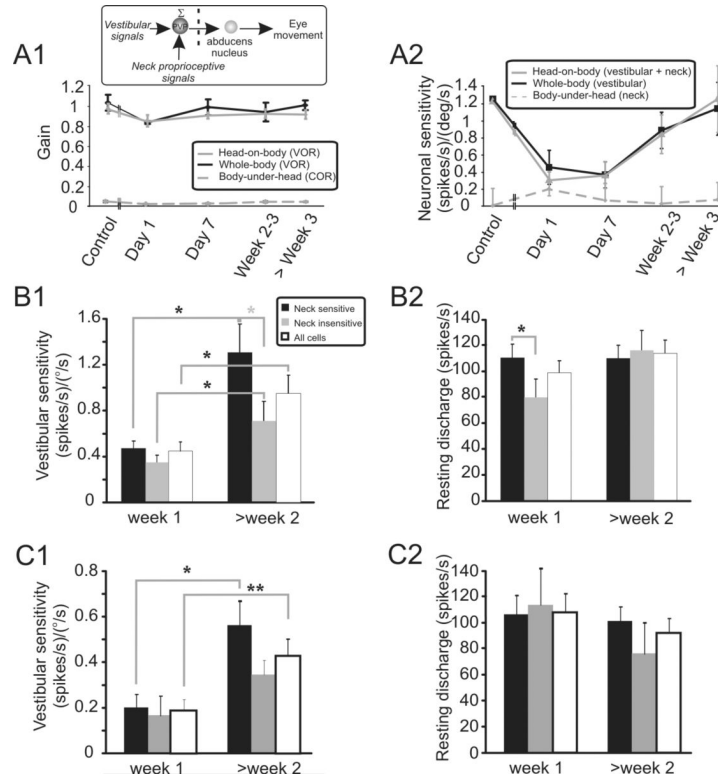 A1
Vestibular signals
Σ
PVP
abducens nucleus
Eye movement
Neck proprioceptive signals
Gain
1.2
1
0.8
0.6
0.4
0.2
0
Head-on-body (VOR)
Whole-body (VOR)
Body-under-head (COR)
Control
Day 1
Day 7
Week 2-3
> Week 3
A2
Head-on-body (vestibular + neck)
Whole-body (vestibular)
Body-under-head (neck)
Neuronal sensitivity
(spikes/s)/(deg/s)
1.6
1.2
0.8
0.4
0.2
0
Control
Day 1
Day 7
Week 2-3
> Week 3
B1
Neck sensitive
Neck insensitive
All cells
Vestibular sensitivity
(spikes/s)/(°/s)
1.6
1.2
0.8
0.4
0
*
*
*
*
week 1
>week 2
B2
Resting discharge (spikes/s)
140
120
100
80
60
40
20
0
*
week 1
>week 2
C1
Vestibular sensitivity
(spikes/s)/(°/s)
0.8
0.6
0.4
0.2
0
*
**
week 1
>week 2
C2
Resting discharge (spikes/s)
140
120
100
80
60
40
20
0
week 1
>week 2